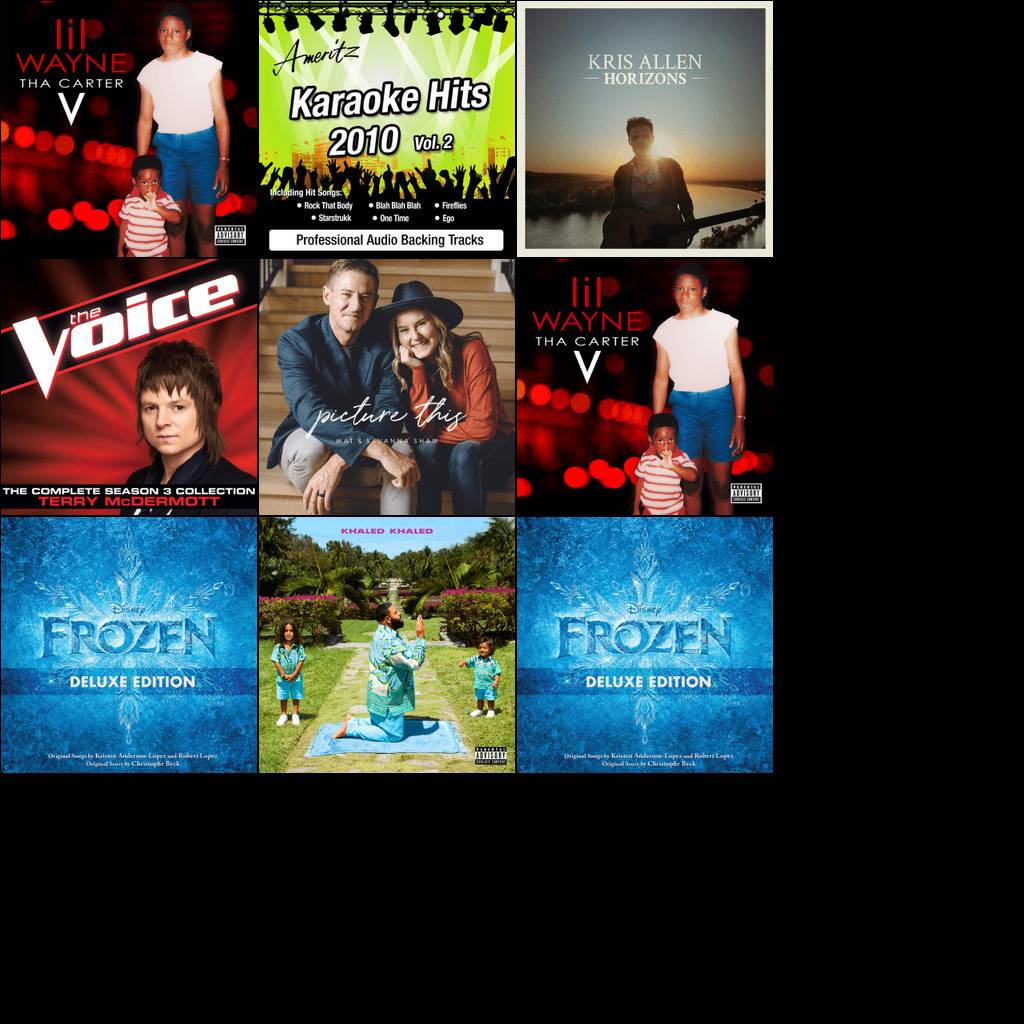 lil
WAYNE
THA CARTER
V
PARENTAL
ADVISORY
EXPLICIT CONTENT
Ameritz
Karaoke Hits
2010 Vol. 2
Including Hit Songs:
• Rock That Body • Blah Blah Blah • Fireflies
• Starstrukk • One Time • Ego
Professional Audio Backing Tracks
KRIS ALLEN
HORIZONS
the
Voice
THE COMPLETE SEASON 3 COLLECTION
TERRY McDERMOTT
picture this
MAT & SAVANNA SHAW
lil
WAYNE
THA CARTER
V
PARENTAL
ADVISORY
EXPLICIT CONTENT
Disney
FROZEN
DELUXE EDITION
Original Songs by Kristen Anderson-Lopez and Robert Lopez
Original Score by Christophe Beck
KHALED KHALED
PARENTAL
ADVISORY
EXPLICIT CONTENT
Disney
FROZEN
DELUXE EDITION
Original Songs by Kristen Anderson-Lopez and Robert Lopez
Original Score by Christophe Beck